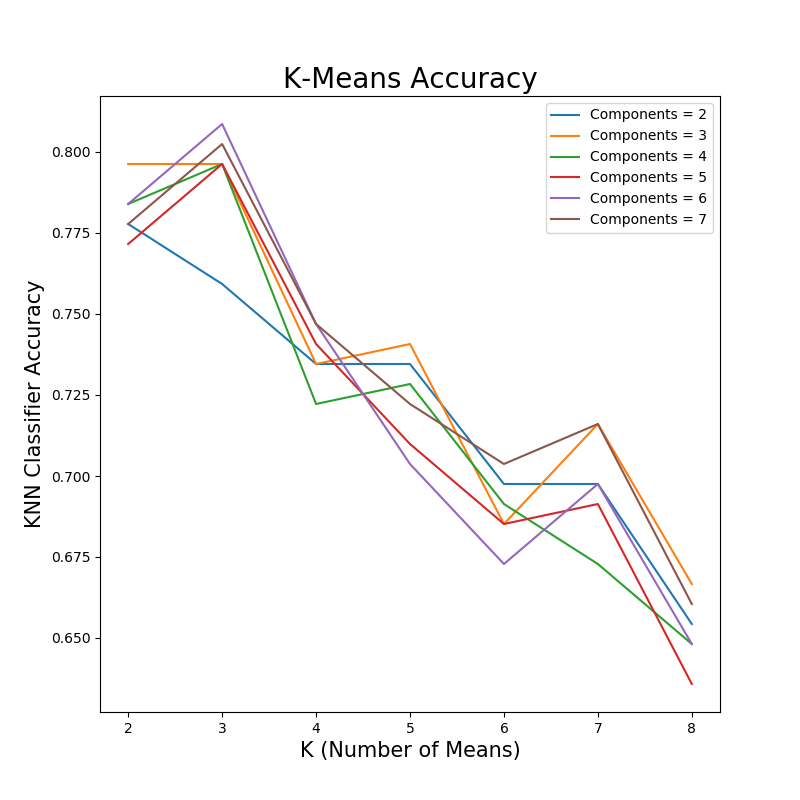 K-Means Accuracy
Components = 2
Components = 3
Components = 4
Components = 5
Components = 6
Components = 7
0.800
0.775
0.750
0.725
0.700
0.675
0.650
KNN Classifier Accuracy
2 3 4 5 6 7 8
K (Number of Means)